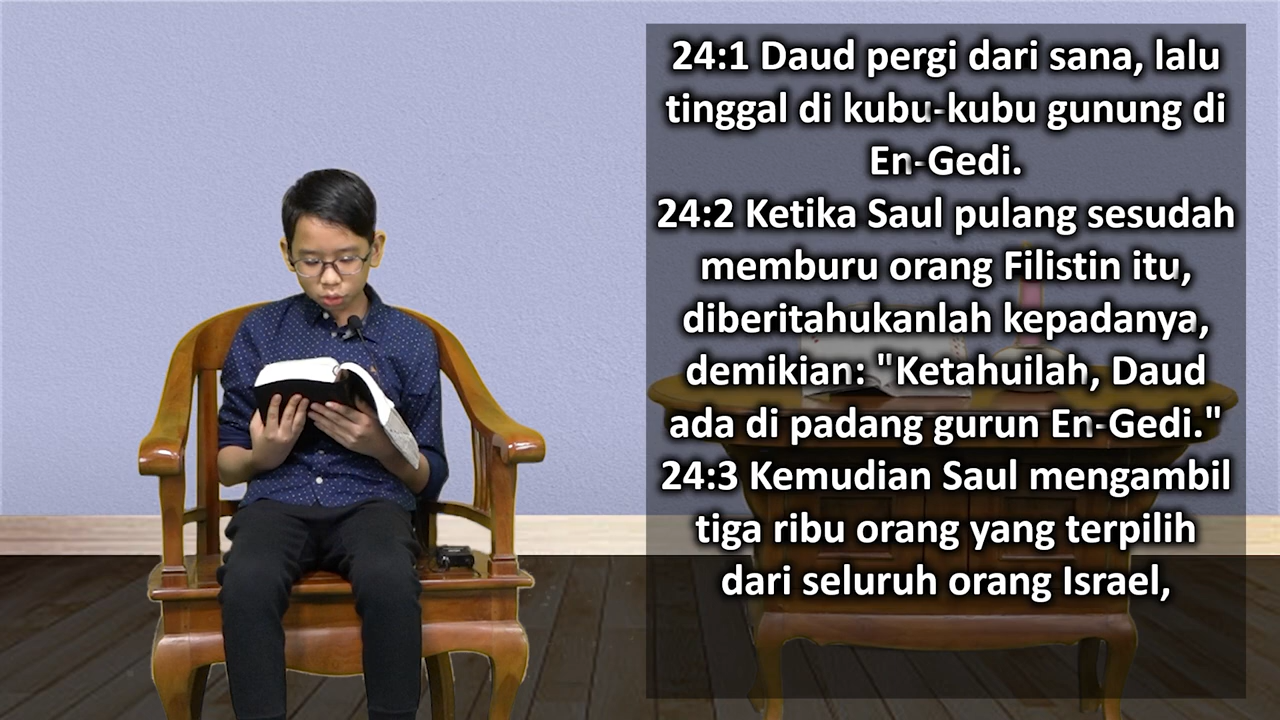 24:1 Daud pergi dari sana, lalu
tinggal di kubu-kubu gunung di
En-Gedi.
24:2 Ketika Saul pulang sesudah
memburu orang Filistin itu,
diberitahukanlah kepadanya,
demikian: "Ketahuilah, Daud
ada di padang gurun En-Gedi."
24:3 Kemudian Saul mengambil
tiga ribu orang yang terpilih
dari seluruh orang Israel,